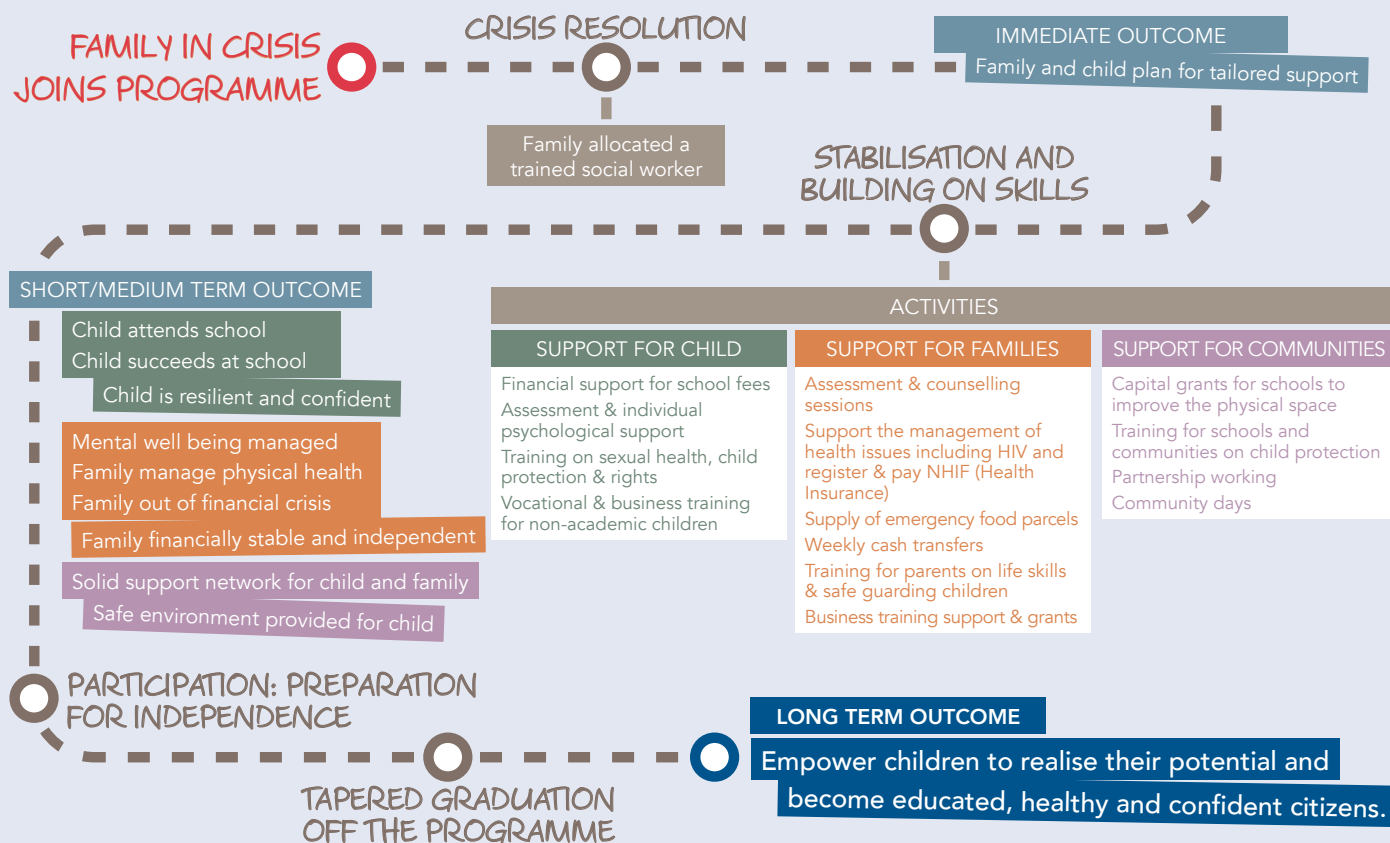 FAMILY IN CRISIS
JOINS PROGRAMME
CRISIS RESOLUTION
Family allocated a
trained social worker
IMMEDIATE OUTCOME
Family and child plan for tailored support
STABILISATION AND
BUILDING ON SKILLS
ACTIVITIES
SUPPORT FOR CHILD
Financial support for school fees
Assessment & individual
psychological support
Training on sexual health, child
protection & rights
Vocational & business training
for non-academic children
SUPPORT FOR FAMILIES
Assessment & counselling
sessions
Support the management of
health issues including HIV and
register & pay NHIF (Health
Insurance)
Supply of emergency food parcels
Weekly cash transfers
Training for parents on life skills
& safe guarding children
Business training support & grants
SUPPORT FOR COMMUNITIES
Capital grants for schools to
improve the physical space
Training for schools and
communities on child protection
Partnership working
Community days
SHORT/MEDIUM TERM OUTCOME
Child attends school
Child succeeds at school
Child is resilient and confident
Mental well being managed
Family manage physical health
Family out of financial crisis
Family financially stable and independent
Solid support network for child and family
Safe environment provided for child
PARTICIPATION: PREPARATION
FOR INDEPENDENCE
TAPERED GRADUATION
OFF THE PROGRAMME
LONG TERM OUTCOME
Empower children to realise their potential and
become educated, healthy and confident citizens.